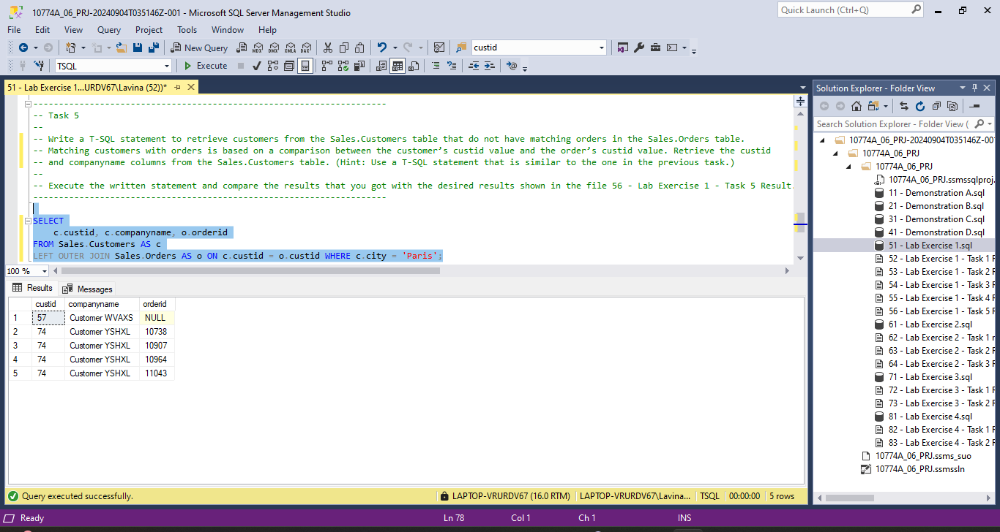 10774A_06_PRJ-20240904T035146Z-001 - Microsoft SQL Server Management Studio
Quick Launch (Ctrl+Q)
File Edit View Query Project Tools Window Help
New Query MDX DMX XMLA DAX custid
TSQL Execute
51 - Lab Exercise 1...URDV67\Lavina (52))*
-- Task 5
--
-- Write a T-SQL statement to retrieve customers from the Sales.Customers table that do not have matching orders in the Sales.Orders table.
-- Matching customers with orders is based on a comparison between the customer’s custid value and the order’s custid value. Retrieve the custid
-- and companyname columns from the Sales.Customers table. (Hint: Use a T-SQL statement that is similar to the one in the previous task.)
--
-- Execute the written statement and compare the results that you got with the desired results shown in the file 56 - Lab Exercise 1 - Task 5 Result.
SELECT
c.custid, c.companyname, o.orderid
FROM Sales.Customers AS c
LEFT OUTER JOIN Sales.Orders AS o ON c.custid = o.custid WHERE c.city = 'Paris';
100 %
Results Messages
custid companyname orderid
1 57 Customer WVAXS NULL
2 74 Customer YSHXL 10738
3 74 Customer YSHXL 10907
4 74 Customer YSHXL 10964
5 74 Customer YSHXL 11043
Query executed successfully.
LAPTOP-VRURDV67 (16.0 RTM) LAPTOP-VRURDV67\Lavina... TSQL 00:00:00 5 rows
Ready Ln 78 Col 1 Ch 1 INS
Solution Explorer - Folder View
Search Solution Explorer - Folder View (
10774A_06_PRJ-20240904T035146Z-00
10774A_06_PRJ
10774A_06_PRJ
10774A_06_PRJ.ssmssqlproj.
11 - Demonstration A.sql
21 - Demonstration B.sql
31 - Demonstration C.sql
41 - Demonstration D.sql
51 - Lab Exercise 1.sql
52 - Lab Exercise 1 - Task 1 R
53 - Lab Exercise 1 - Task 2 R
54 - Lab Exercise 1 - Task 3 R
55 - Lab Exercise 1 - Task 4 R
56 - Lab Exercise 1 - Task 5 R
61 - Lab Exercise 2.sql
62 - Lab Exercise 2 - Task 1 r
63 - Lab Exercise 2 - Task 2 R
64 - Lab Exercise 2 - Task 3 R
71 - Lab Exercise 3.sql
72 - Lab Exercise 3 - Task 1 R
73 - Lab Exercise 3 - Task 2 R
81 - Lab Exercise 4.sql
82 - Lab Exercise 4 - Task 1 R
83 - Lab Exercise 4 - Task 2 R
10774A_06_PRJ.ssms_suo
10774A_06_PRJ.ssmssln